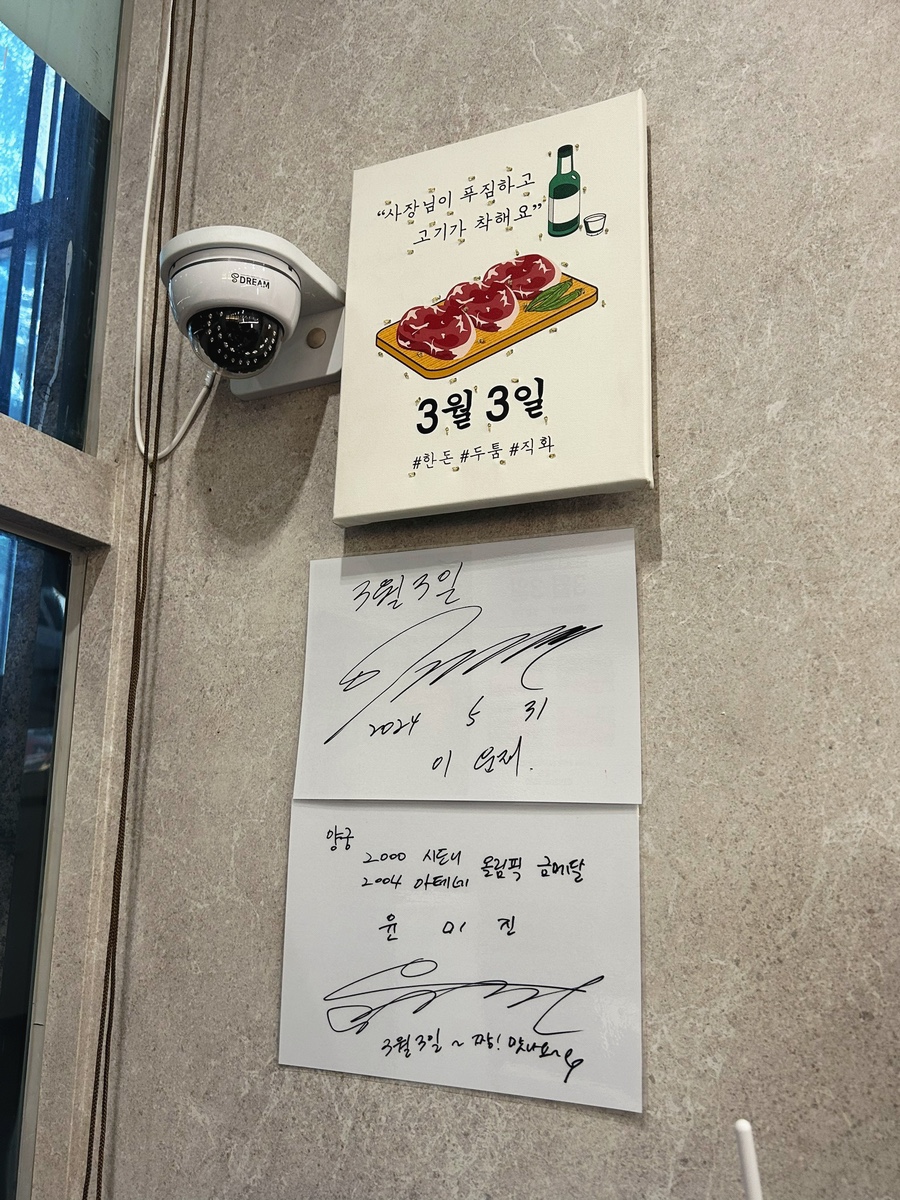 DREAM
“사장님이 푸짐하고
고기가 착해요”
3월 3일
#한돈 #두툼 #직화
3월 3일
2024 5 31
이 운재.
양궁
2000 시드니 올림픽 금메달
2004 아테네
윤 미 진
3월 3일 ~ 짱! 맛나요~